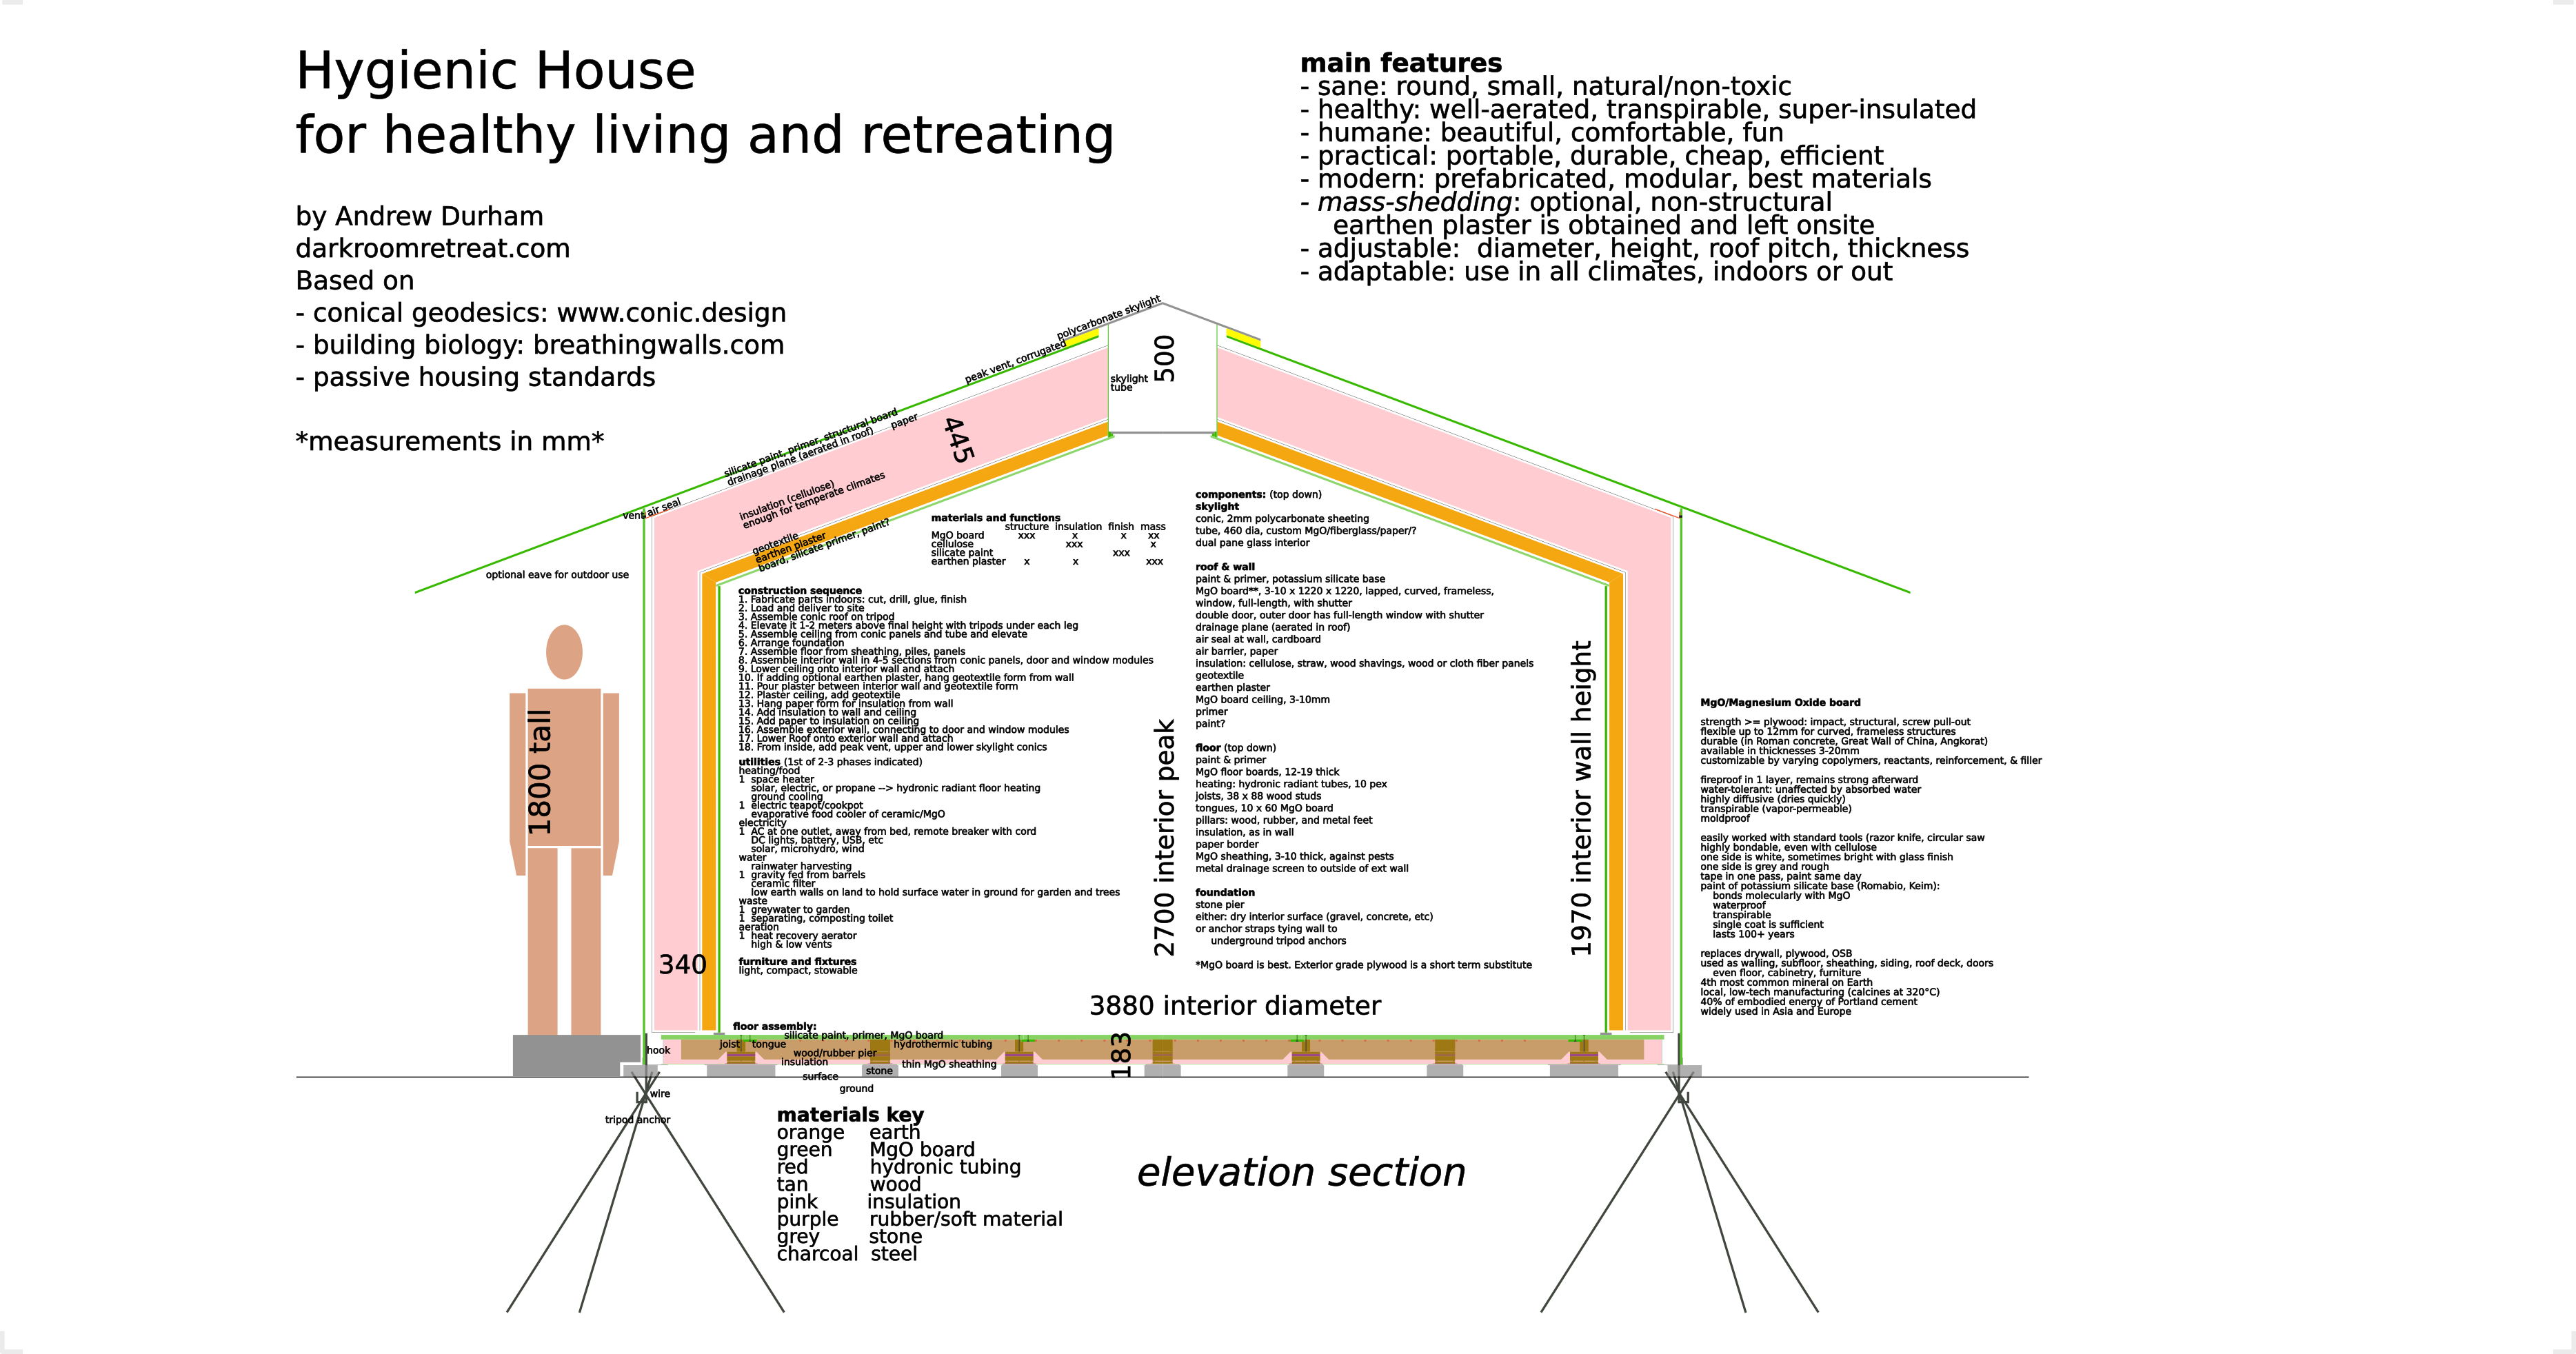 Hygienic House
for healthy living and retreating
by Andrew Durham
darkroomretreat.com
Based on
- conical geodesics: www.conic.design
- building biology: breathingwalls.com
- passive housing standards
*measurements in mm*
main features
- sane: round, small, natural/non-toxic
- healthy: well-aerated, transpirable, super-insulated
- humane: beautiful, comfortable, fun
- practical: portable, durable, cheap, efficient
- modern: prefabricated, modular, best materials
- mass-shedding: optional, non-structural
earthen plaster is obtained and left onsite
- adjustable:  diameter, height, roof pitch, thickness
- adaptable: use in all climates, indoors or out
polycarbonate skylight
peak vent, corrugated
skylight
tube
500
silicate paint, primer, structural board
drainage plane (aerated in roof)
paper
445
vent
air seal
insulation (cellulose)
enough for temperate climates
geotextile
earthen plaster
board, silicate primer, paint?
optional eave for outdoor use
materials and functions
structure insulation finish mass
MgO board xxx x x xx
cellulose xxx x
silicate paint xxx
earthen plaster x x xxx
construction sequence
1. Fabricate parts indoors: cut, drill, glue, finish
2. Load and deliver to site
3. Assemble conic roof on tripod
4. Elevate it 1-2 meters above final height with tripods under each leg
5. Assemble ceiling from conic panels and tube and elevate
6. Arrange foundation
7. Assemble floor from sheathing, piles, panels
8. Assemble interior wall in 4-5 sections from conic panels, door and window modules
9. Lower ceiling onto interior wall and attach
10. If adding optional earthen plaster, hang geotextile form from wall
11. Pour plaster between interior wall and geotextile form
12. Plaster ceiling, add geotextile
13. Hang paper form for insulation from wall
14. Add insulation to wall and ceiling
15. Add paper to insulation on ceiling
16. Assemble exterior wall, connecting to door and window modules
17. Lower Roof onto exterior wall and attach
18. From inside, add peak vent, upper and lower skylight conics
utilities (1st of 2-3 phases indicated)
heating/food
1 space heater
solar, electric, or propane --> hydronic radiant floor heating
ground cooling
1 electric teapot/cookpot
evaporative food cooler of ceramic/MgO
electricity
1 AC at one outlet, away from bed, remote breaker with cord
DC lights, battery, USB, etc
solar, microhydro, wind
water
rainwater harvesting
1 gravity fed from barrels
ceramic filter
low earth walls on land to hold surface water in ground for garden and trees
waste
1 greywater to garden
1 separating, composting toilet
aeration
1 heat recovery aerator
high & low vents
furniture and fixtures
light, compact, stowable
components: (top down)
skylight
conic, 2mm polycarbonate sheeting
tube, 460 dia, custom MgO/fiberglass/paper/?
dual pane glass interior
roof & wall
paint & primer, potassium silicate base
MgO board**, 3-10 x 1220 x 1220, lapped, curved, frameless,
window, full-length, with shutter
double door, outer door has full-length window with shutter
drainage plane (aerated in roof)
air seal at wall, cardboard
air barrier, paper
insulation: cellulose, straw, wood shavings, wood or cloth fiber panels
geotextile
earthen plaster
MgO board ceiling, 3-10mm
primer
paint?
floor (top down)
paint & primer
MgO floor boards, 12-19 thick
heating: hydronic radiant tubes, 10 pex
joists, 38 x 88 wood studs
tongues, 10 x 60 MgO board
pillars: wood, rubber, and metal feet
insulation, as in wall
paper border
MgO sheathing, 3-10 thick, against pests
metal drainage screen to outside of ext wall
foundation
stone pier
either: dry interior surface (gravel, concrete, etc)
or anchor straps tying wall to
underground tripod anchors
*MgO board is best. Exterior grade plywood is a short term substitute
1800 tall
340
2700 interior peak
1970 interior wall height
3880 interior diameter
MgO/Magnesium Oxide board
strength >= plywood: impact, structural, screw pull-out
flexible up to 12mm for curved, frameless structures
durable (in Roman concrete, Great Wall of China, Angkorat)
available in thicknesses 3-20mm
customizable by varying copolymers, reactants, reinforcement, & filler
fireproof in 1 layer, remains strong afterward
water-tolerant: unaffected by absorbed water
highly diffusive (dries quickly)
transpirable (vapor-permeable)
moldproof
easily worked with standard tools (razor knife, circular saw
highly bondable, even with cellulose
one side is white, sometimes bright with glass finish
one side is grey and rough
tape in one pass, paint same day
paint of potassium silicate base (Romabio, Keim):
bonds molecularly with MgO
waterproof
transpirable
single coat is sufficient
lasts 100+ years
replaces drywall, plywood, OSB
used as walling, subfloor, sheathing, siding, roof deck, doors
even floor, cabinetry, furniture
4th most common mineral on Earth
local, low-tech manufacturing (calcines at 320°C)
40% of embodied energy of Portland cement
widely used in Asia and Europe
floor assembly:
silicate paint, primer, MgO board
joist
tongue
hydrothermic tubing
wood/rubber pier
insulation
thin MgO sheathing
stone
surface
ground
183
hook
wire
tripod anchor
materials key
orange earth
green MgO board
red hydronic tubing
tan wood
pink insulation
purple rubber/soft material
grey stone
charcoal steel
elevation section